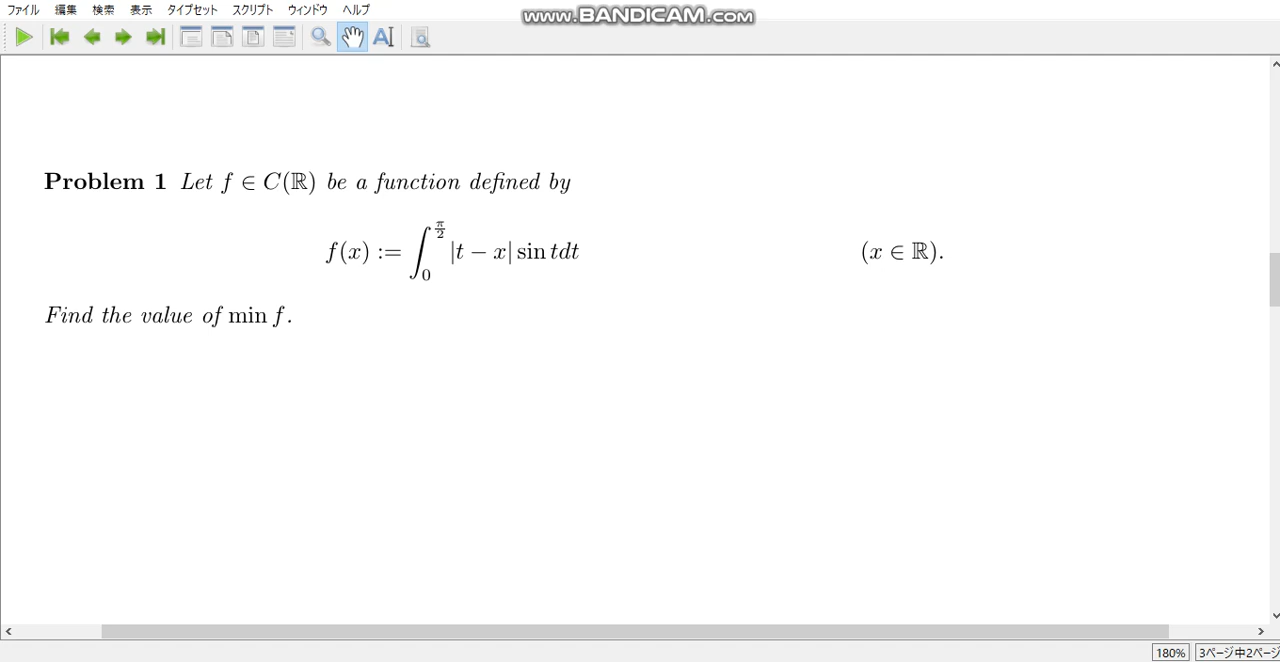 ファイル 編集 検索 表示 タイプセット スクリプト ウィンドウ ヘルプ
www.BANDICAM.com
Problem 1 Let f ∈ C(ℝ) be a function defined by
f(x) := ∫_0^{π/2} |t − x| sin tdt (x ∈ ℝ).
Find the value of min f.
180% 3ページ中2ページ